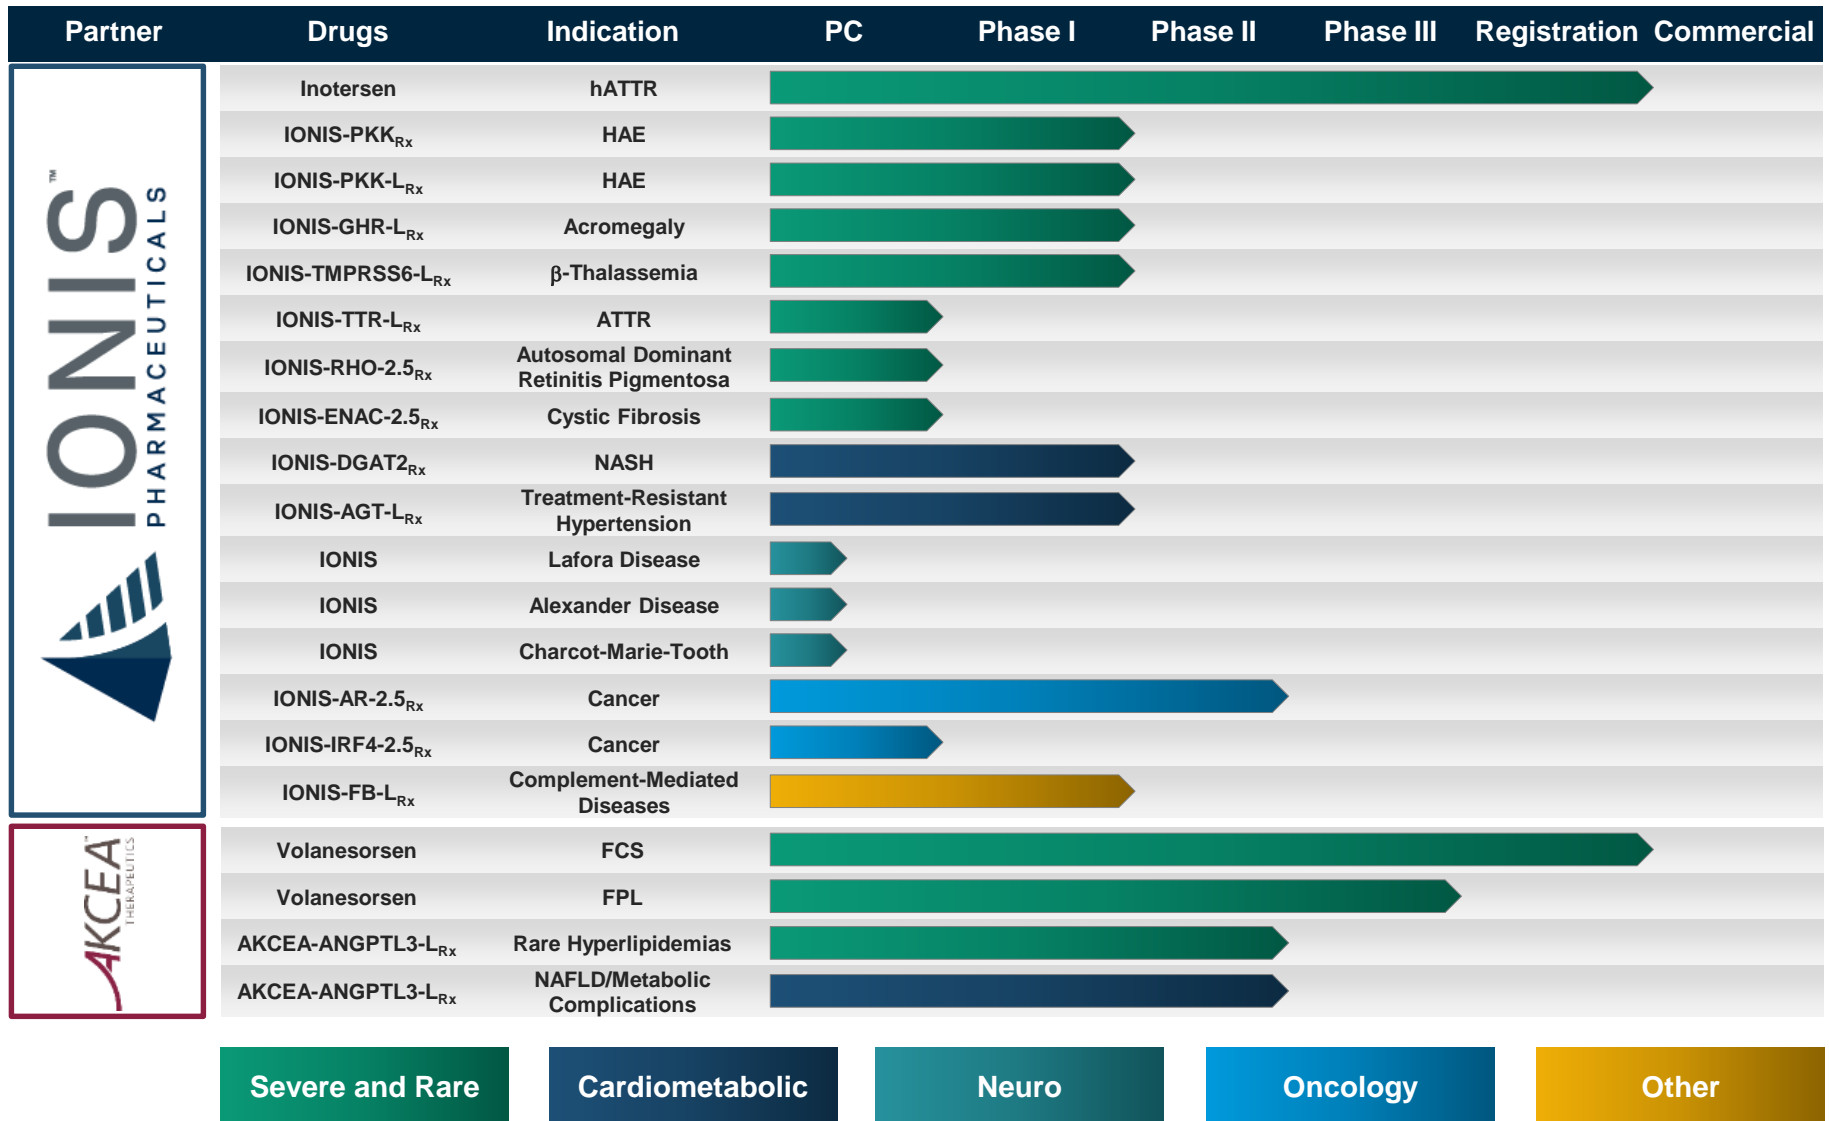 Partner Drugs Indication PC Phase I Phase II Phase III Registration Commercial
IONIS™
PHARMACEUTICALS
Inotersen hATTR
IONIS-PKKRx HAE
IONIS-PKK-LRx HAE
IONIS-GHR-LRx Acromegaly
IONIS-TMPRSS6-LRx β-Thalassemia
IONIS-TTR-LRx ATTR
IONIS-RHO-2.5Rx Autosomal Dominant
Retinitis Pigmentosa
IONIS-ENAC-2.5Rx Cystic Fibrosis
IONIS-DGAT2Rx NASH
IONIS-AGT-LRx Treatment-Resistant
Hypertension
IONIS Lafora Disease
IONIS Alexander Disease
IONIS Charcot-Marie-Tooth
IONIS-AR-2.5Rx Cancer
IONIS-IRF4-2.5Rx Cancer
IONIS-FB-LRx Complement-Mediated
Diseases
AKCEA™
THERAPEUTICS
Volanesorsen FCS
Volanesorsen FPL
AKCEA-ANGPTL3-LRx Rare Hyperlipidemias
AKCEA-ANGPTL3-LRx NAFLD/Metabolic
Complications
Severe and Rare Cardiometabolic Neuro Oncology Other